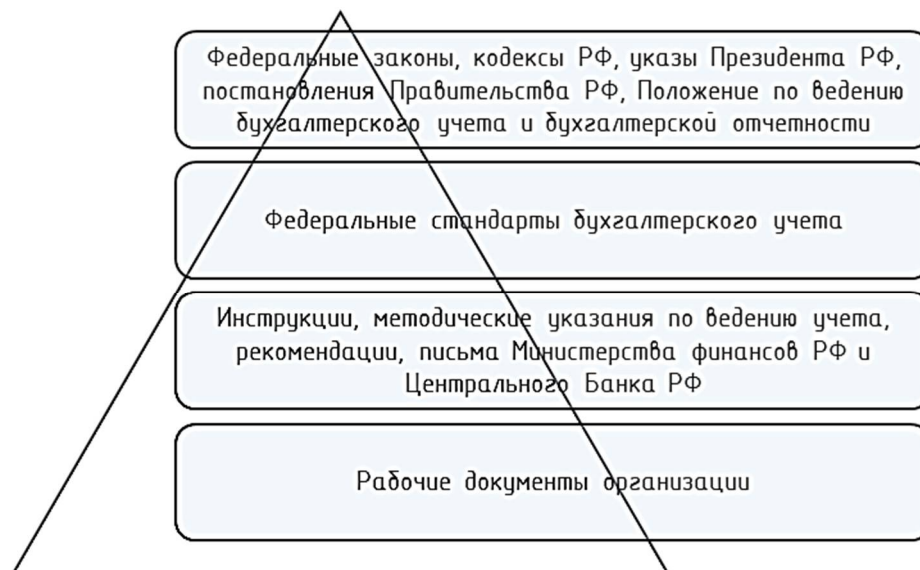 Федеральные законы, кодексы РФ, указы Президента РФ,
постановления Правительства РФ, Положение по ведению
бухгалтерского учета и бухгалтерской отчетности
Федеральные стандарты бухгалтерского учета
Инструкции, методические указания по ведению учета,
рекомендации, письма Министерства финансов РФ и
Центрального Банка РФ
Рабочие документы организации